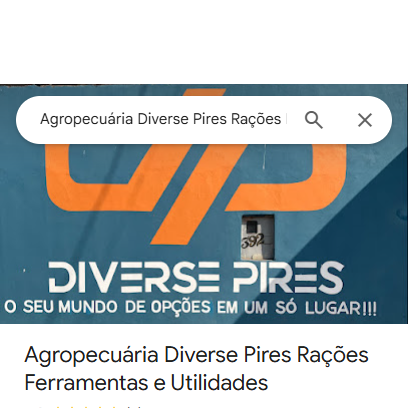 Agropecuária Diverse Pires Rações
592
DIVERSE PIRES
O SEU MUNDO DE OPÇÕES EM UM SÓ LUGAR!!!
Agropecuária Diverse Pires Rações
Ferramentas e Utilidades